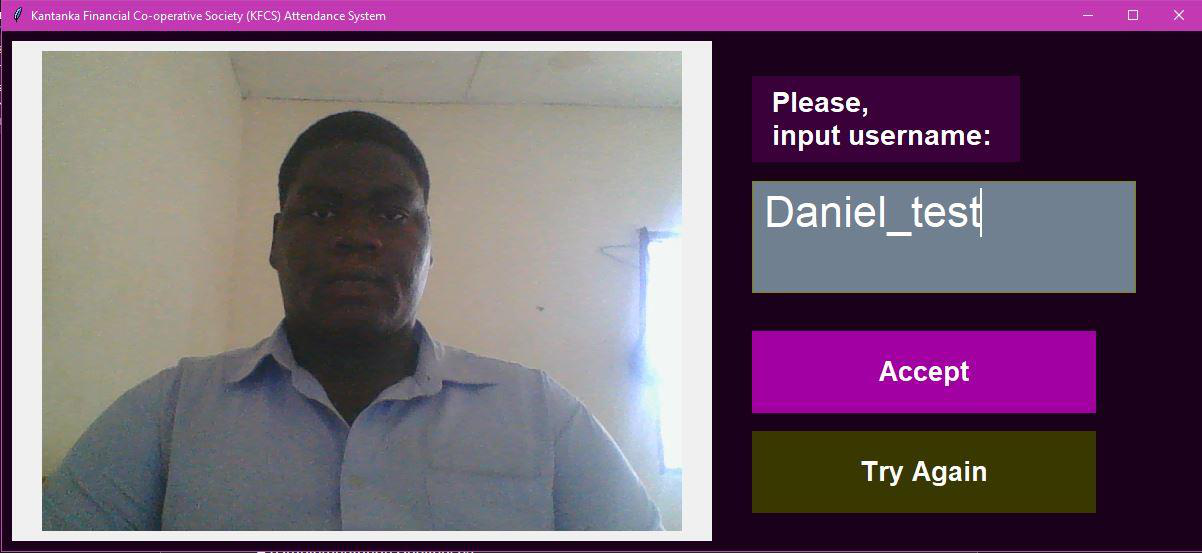 Kantanka Financial Co-operative Society (KFCS) Attendance System
Please,
input username:
Daniel_test
Accept
Try Again